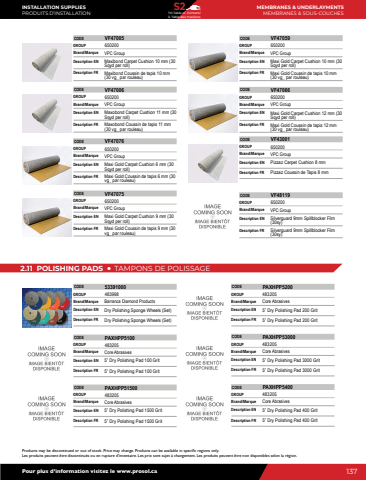 INSTALLATION SUPPLIES
PRODUITS D'INSTALLATION
MEMBRANES & UNDERLAYMENTS
MEMBRANES & SOUS-COUCHES
CODE VF47005
GROUP 650200
Brand/Marque VPC Group
Description EN Maxbond Carpet Cushion 10 mm (30 Sqyd per roll)
Description FR Maxibond Coussin de tapis 10 mm (30 vg_ par rouleau)
CODE VF47006
GROUP 650200
Brand/Marque VPC Group
Description EN Maxibond Carpet Cushion 11 mm (30 Sqyd per roll)
Description FR Maxibond Coussin de tapis 11 mm (30 vg_ par rouleau)
CODE VF47076
GROUP 650200
Brand/Marque VPC Group
Description EN Maxi Gold Carpet Cushion 8 mm (30 Sqyd per roll)
Description FR Maxi Gold Coussin de tapis 8 mm (30 vg_ par rouleau)
CODE VF47075
GROUP 650200
Brand/Marque VPC Group
Description EN Maxi Gold Carpet Cushion 9 mm (30 Sqyd per roll)
Description FR Maxi Gold Coussin de tapis 9 mm (30 vg_ par rouleau)
CODE VF47059
GROUP 650200
Brand/Marque VPC Group
Description EN Maxi Gold Carpet Cushion 10 mm (30 Sqyd per roll)
Description FR Maxi Gold Coussin de tapis 10 mm (30 vg_ par rouleau)
CODE VF47060
GROUP 650200
Brand/Marque VPC Group
Description EN Maxi Gold Carpet Cushion 12 mm (30 Sqyd per roll)
Description FR Maxi Gold Coussin de tapis 12 mm (30 vg_ par rouleau)
CODE VF43001
GROUP 650200
Brand/Marque VPC Group
Description EN Pizzaz Carpet Cushion 8 mm
Description FR Pizzaz Coussin de Tapis 8 mm
IMAGE
COMING SOON
IMAGE BIENTÔT
DISPONIBLE
CODE VF48119
GROUP 650200
Brand/Marque VPC Group
Description EN Silverguard 9mm Spillblocker Film (30sy)
Description FR Silverguard 9mm Spillblocker Film (30sy)
2.11 POLISHING PADS • TAMPONS DE POLISSAGE
CODE 53391000
GROUP
Brand/Marque Barranca Diamond Products
Description EN Dry Polishing Sponge Wheels (Set)
Description FR Dry Polishing Sponge Wheels (Set)
IMAGE
COMING SOON
IMAGE BIENTÔT
DISPONIBLE
CODE PAXHPP5100
GROUP 483205
Brand/Marque Core Abrasives
Description EN 5" Dry Polishing Pad 100 Grit
Description FR 5" Dry Polishing Pad 100 Grit
IMAGE
COMING SOON
IMAGE BIENTÔT
DISPONIBLE
CODE PAXHPP51500
GROUP 483205
Brand/Marque Core Abrasives
Description EN 5" Dry Polishing Pad 1500 Grit
Description FR 5" Dry Polishing Pad 1500 Grit
IMAGE
COMING SOON
IMAGE BIENTÔT
DISPONIBLE
CODE PAXHPP5200
GROUP 483205
Brand/Marque Core Abrasives
Description EN 5" Dry Polishing Pad 200 Grit
Description FR 5" Dry Polishing Pad 200 Grit
IMAGE
COMING SOON
IMAGE BIENTÔT
DISPONIBLE
CODE PAXHPP53000
GROUP 483205
Brand/Marque Core Abrasives
Description EN 5" Dry Polishing Pad 3000 Grit
Description FR 5" Dry Polishing Pad 3000 Grit
IMAGE
COMING SOON
IMAGE BIENTÔT
DISPONIBLE
CODE PAXHPP5400
GROUP 483205
Brand/Marque Core Abrasives
Description EN 5" Dry Polishing Pad 400 Grit
Description FR 5" Dry Polishing Pad 400 Grit
Products may be discontinued or out of stock. Price may change. Products can be available in specific regions only.
Les produits peuvent être discontinués ou en rupture d'inventaire. Les prix sont sujet à changement. Les produits peuvent être non disponibles selon la région.
Pour plus d'information visitez le www.prosol.ca
137